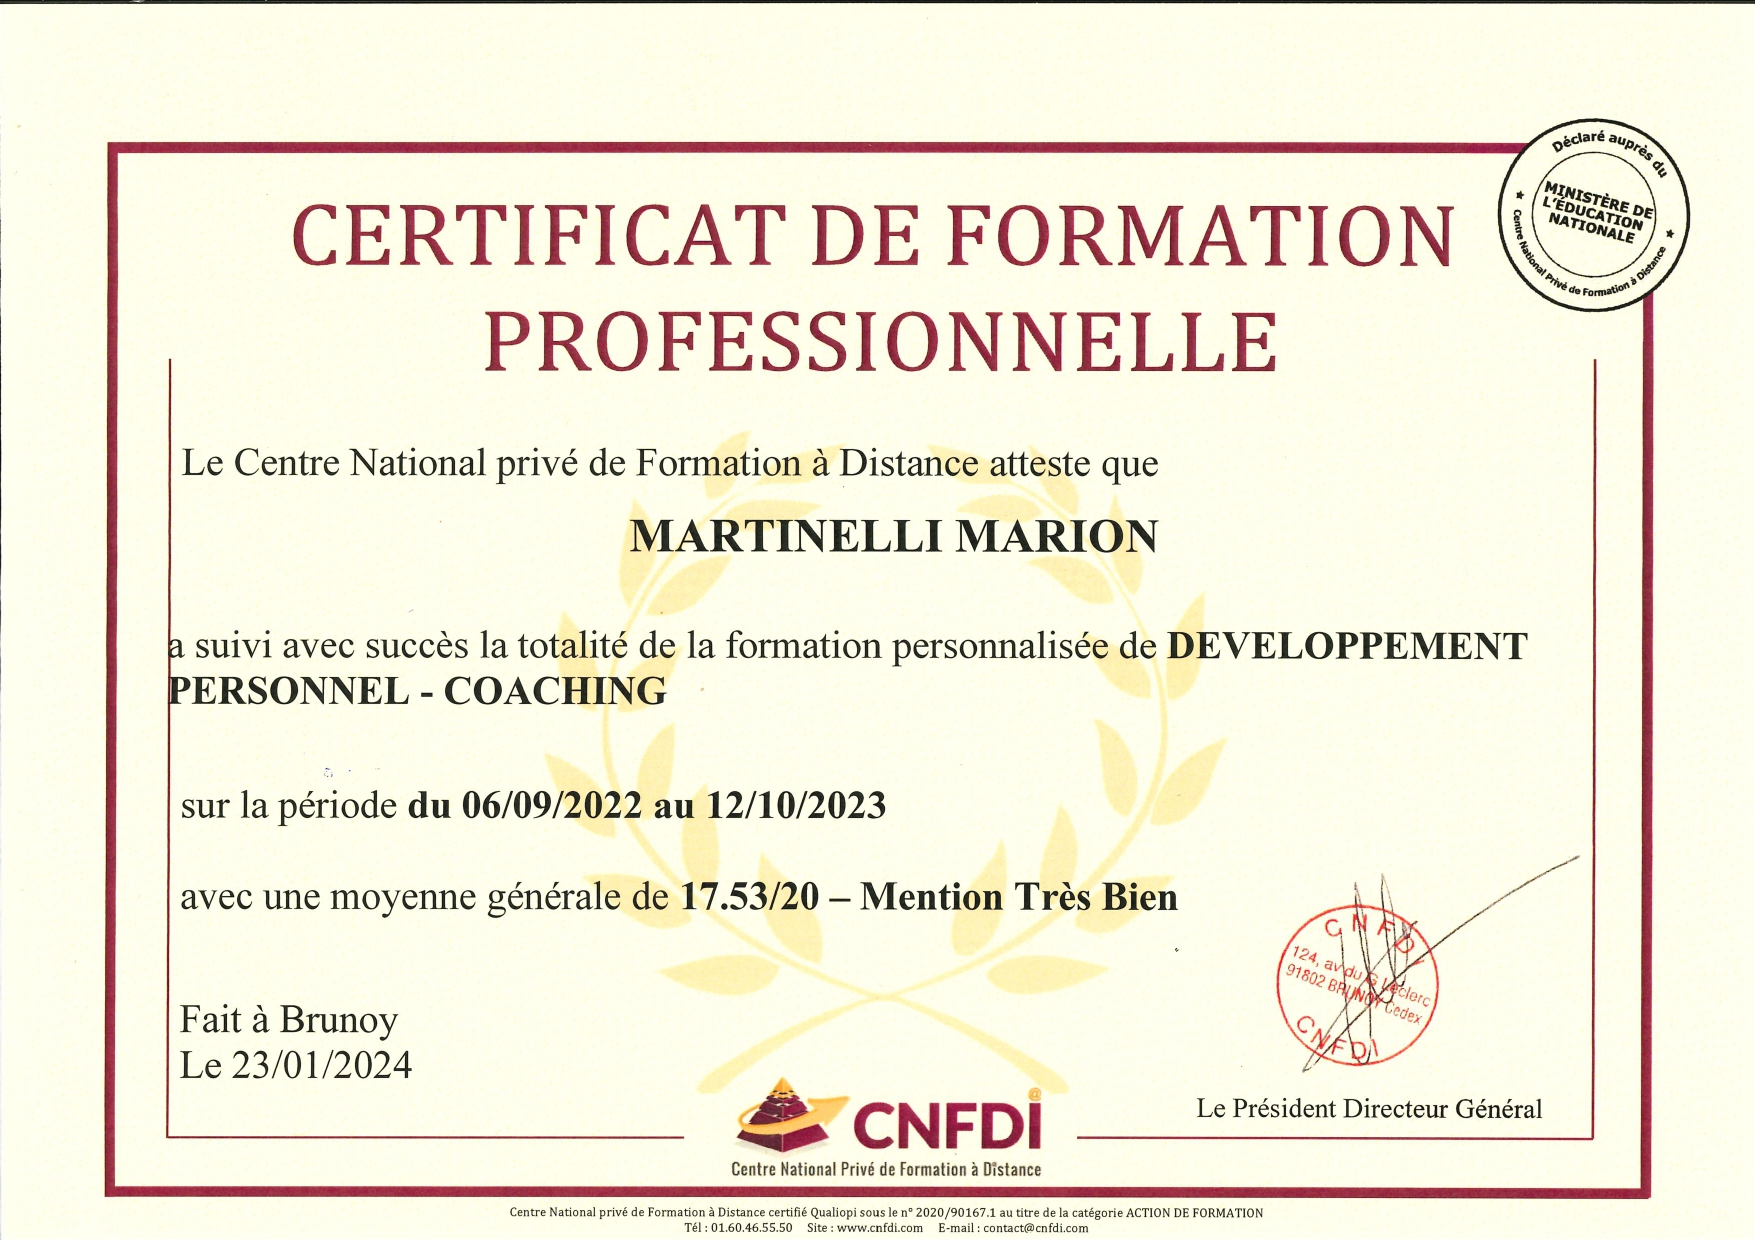 Déclaré auprès du
MINISTÈRE DE
L'ÉDUCATION
NATIONALE
Centre National Privé de Formation à Distance
CERTIFICAT DE FORMATION
PROFESSIONNELLE
Le Centre National privé de Formation à Distance atteste que
MARTINELLI MARION
a suivi avec succès la totalité de la formation personnalisée de DEVELOPPEMENT
PERSONNEL - COACHING
sur la période du 06/09/2022 au 12/10/2023
avec une moyenne générale de 17.53/20 – Mention Très Bien
Fait à Brunoy
Le 23/01/2024
CNFDI
124, av du G Leclerc
91802 BRUNOY Cedex
CNFDI
Le Président Directeur Général
CNFDI
Centre National Privé de Formation à Distance
Centre National privé de Formation à Distance certifié Qualiopi sous le n° 2020/90167.1 au titre de la catégorie ACTION DE FORMATION
Tél : 01.60.46.55.50 Site : www.cnfdi.com E-mail : contact@cnfdi.com